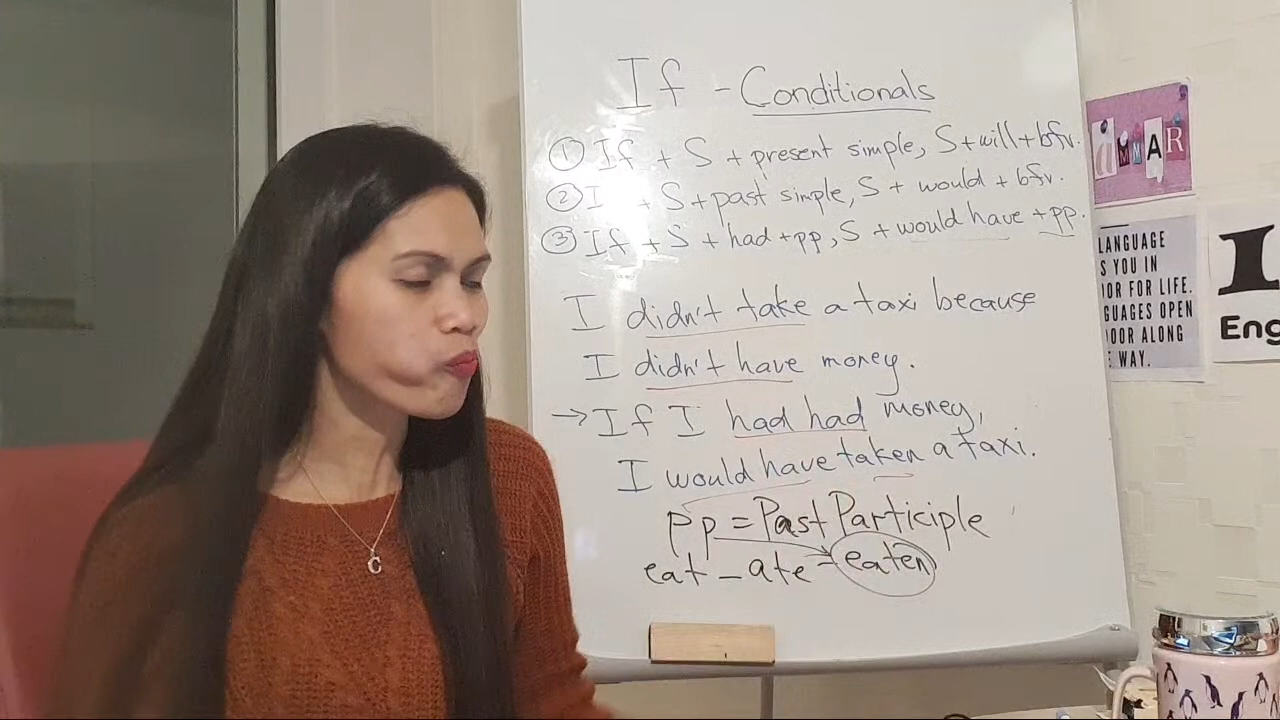 If - Conditionals
① If + S + present simple, S + will + bfv.
② I + S + past simple, S + would + bfv.
③ If + S + had + pp, S + would have + pp.
I didn't take a taxi because
I didn't have money.
→ If I had had money,
I would have taken a taxi.
pp = Past Participle
eat - ate - eaten
C
MMAR
LANGUAGE
S YOU IN
OR FOR LIFE.
GUAGES OPEN
OOR ALONG
E WAY.
I
Eng